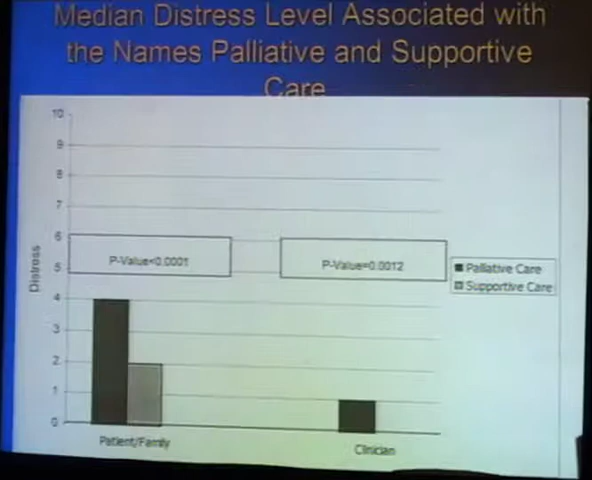 Median Distress Level Associated with
the Names Palliative and Supportive
Care
10
9
8
7
6
5
4
3
2
1
0
Distress
P-Value<0.0001
P-Value=0.0012
Palliative Care
Supportive Care
Patient/Family
Clinician